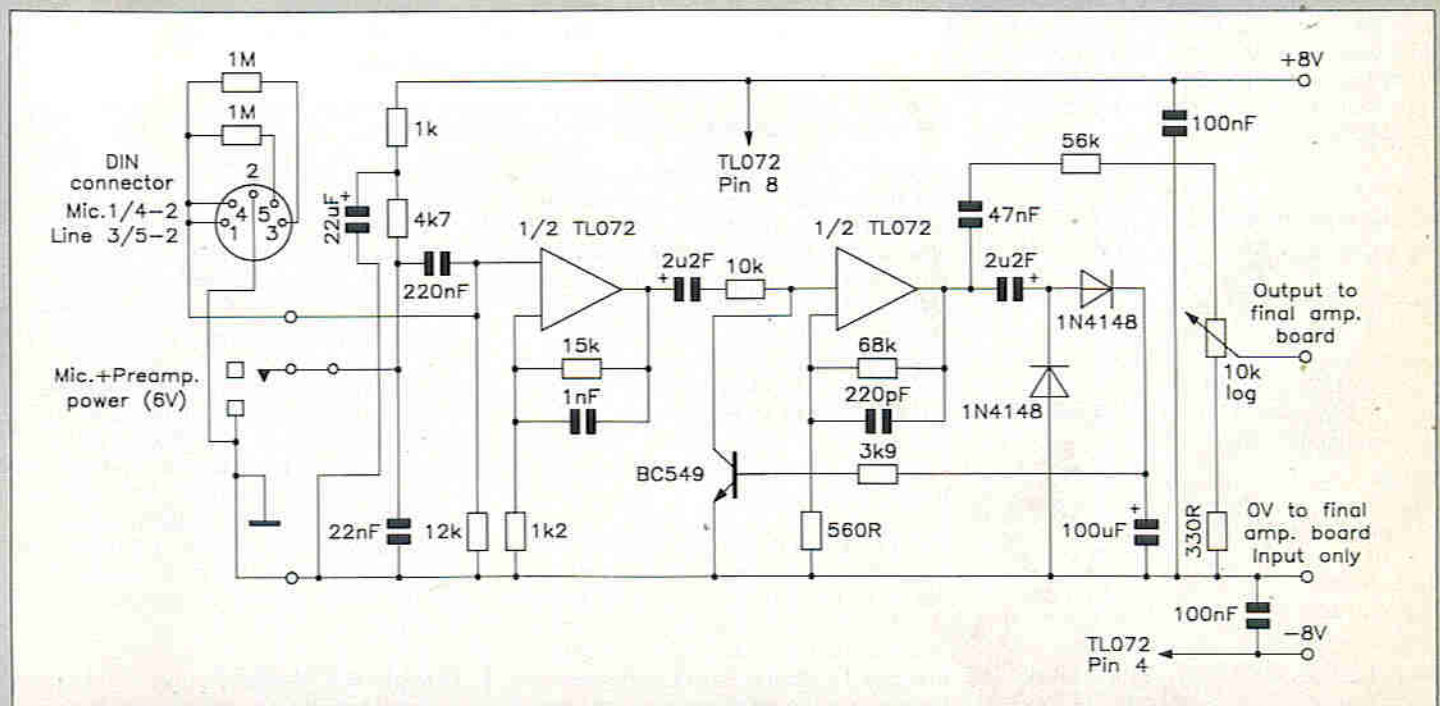 1M
1M
DIN
connector
Mic.1/4-2
Line 3/5-2
2
4
5
1
3
22uF
+
1k
4k7
220nF
TL072
Pin 8
+8V
100nF
56k
47nF
1/2 TL072
1/2 TL072
+
2u2F
10k
2u2F
+
1N4148
1N4148
Output to
final amp.
board
10k
log
Mic.+Preamp.
power (6V)
15k
1nF
68k
220pF
BC549
3k9
22nF
12k
1k2
560R
+
100uF
330R
0V to final
amp. board
Input only
100nF
-8V
TL072
Pin 4